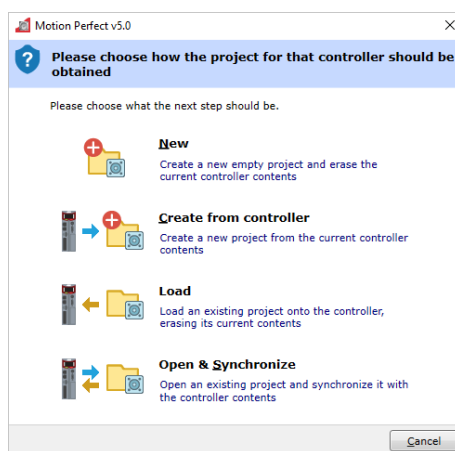 Motion Perfect v5.0
Please choose how the project for that controller should be
obtained
Please choose what the next step should be.
New
Create a new empty project and erase the
current controller contents
Create from controller
Create a new project from the current controller
contents
Load
Load an existing project onto the controller,
erasing its current contents
Open & Synchronize
Open an existing project and synchronize it with
the controller contents
Cancel